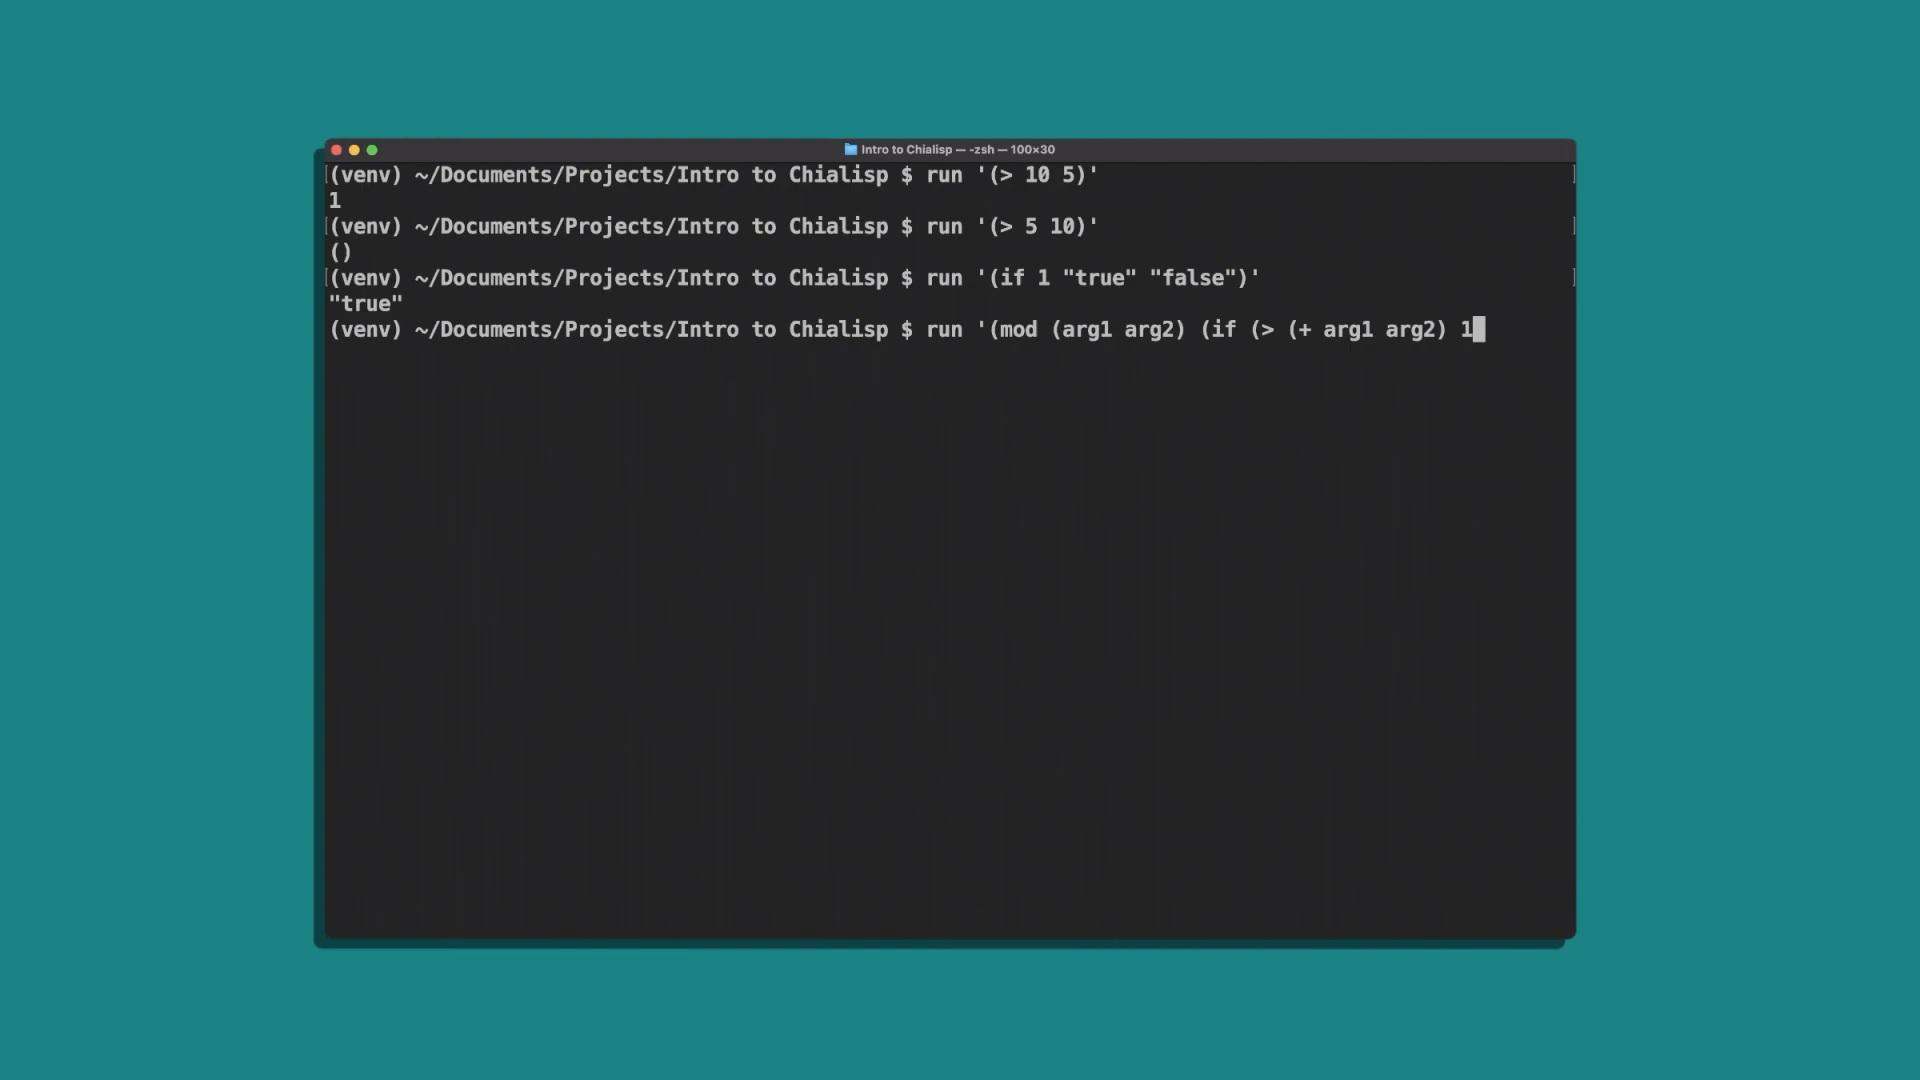 Intro to Chialisp — -zsh — 100×30
[(venv) ~/Documents/Projects/Intro to Chialisp $ run '(> 10 5)' ]
1
[(venv) ~/Documents/Projects/Intro to Chialisp $ run '(> 5 10)' ]
()
[(venv) ~/Documents/Projects/Intro to Chialisp $ run '(if 1 "true" "false")' ]
"true"
(venv) ~/Documents/Projects/Intro to Chialisp $ run '(mod (arg1 arg2) (if (> (+ arg1 arg2) 1